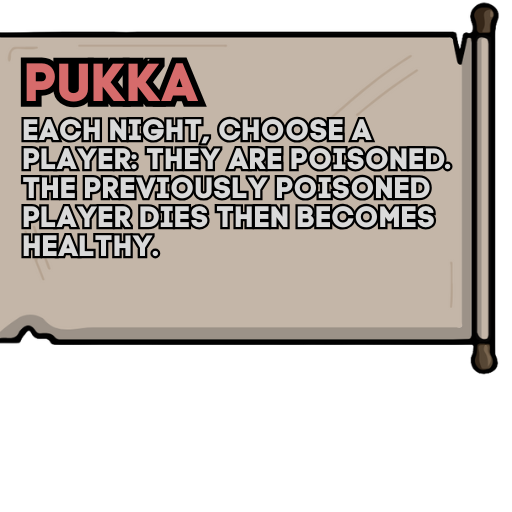 PUKKA
EACH NIGHT, CHOOSE A
PLAYER: THEY ARE POISONED.
THE PREVIOUSLY POISONED
PLAYER DIES THEN BECOMES
HEALTHY.